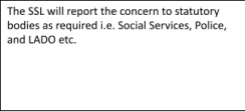 The SSL will report the concern to statutory
bodies as required i.e. Social Services, Police,
and LADO etc.